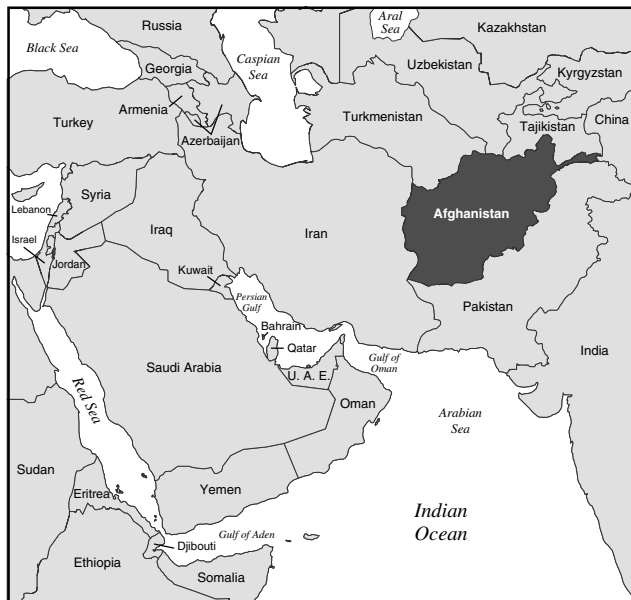 Russia
Aral
Sea
Kazakhstan
Black Sea
Caspian
Sea
Georgia
Uzbekistan
Kyrgyzstan
Armenia
Turkey
Azerbaijan
Turkmenistan
Tajikistan
China
Syria
Lebanon
Afghanistan
Israel
Iraq
Iran
Jordan
Kuwait
Persian
Gulf
Pakistan
Bahrain
Qatar
Gulf of
Oman
India
Saudi Arabia
U. A. E.
Red Sea
Oman
Arabian
Sea
Sudan
Eritrea
Yemen
Indian
Ocean
Gulf of Aden
Djibouti
Ethiopia
Somalia